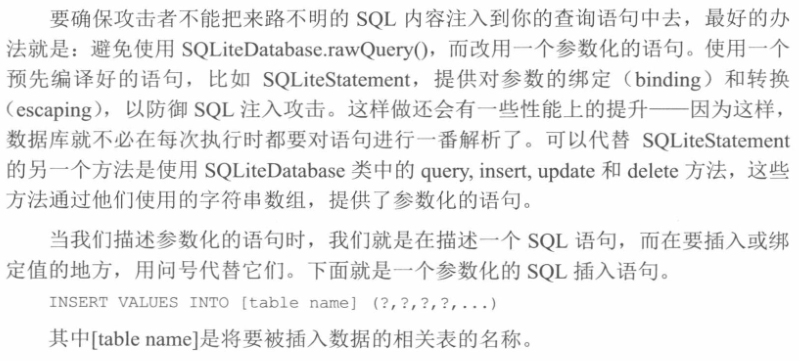 要确保攻击者不能把来路不明的 SQL 内容注入到你的查询语句中去，最好的办
法就是：避免使用 SQLiteDatabase.rawQuery()，而改用一个参数化的语句。使用一个
预先编译好的语句，比如 SQLiteStatement，提供对参数的绑定（binding）和转换
（escaping），以防御 SQL 注入攻击。这样做还会有一些性能上的提升——因为这样，
数据库就不必在每次执行时都要对语句进行一番解析了。可以代替 SQLiteStatement
的另一个方法是使用 SQLiteDatabase 类中的 query, insert, update 和 delete 方法，这些
方法通过他们使用的字符串数组，提供了参数化的语句。
当我们描述参数化的语句时，我们就是在描述一个 SQL 语句，而在要插入或绑
定值的地方，用问号代替它们。下面就是一个参数化的 SQL 插入语句。
INSERT VALUES INTO [table name] (?,?,?,?,...)
其中[table name]是将要被插入数据的相关表的名称。